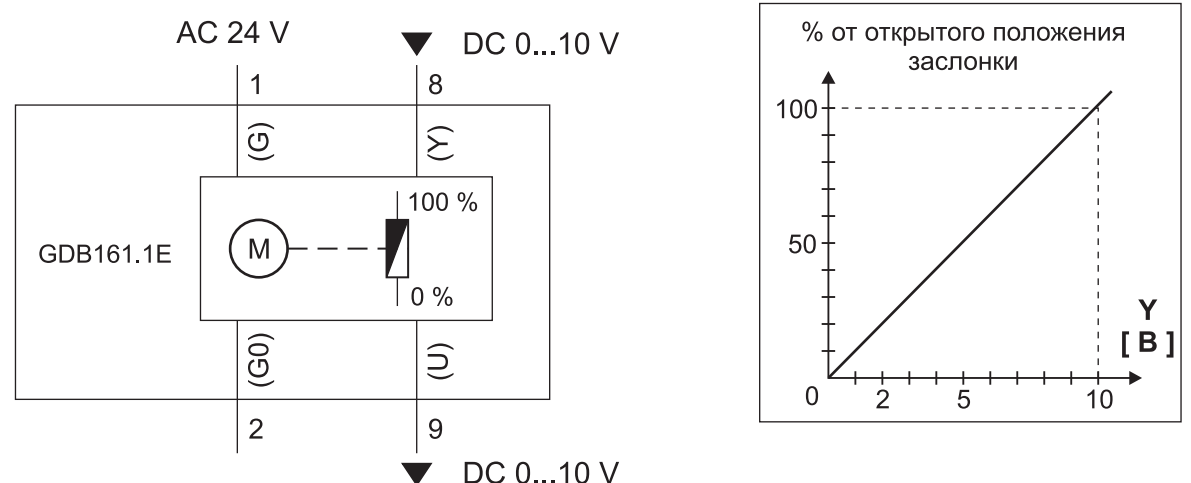 AC 24 V
DC 0...10 V
1
8
(G)
(Y)
100 %
GDB161.1E
M
0 %
(G0)
(U)
2
9
DC 0...10 V
% от открытого положения
заслонки
100
50
Y
[ В ]
0
2
5
10